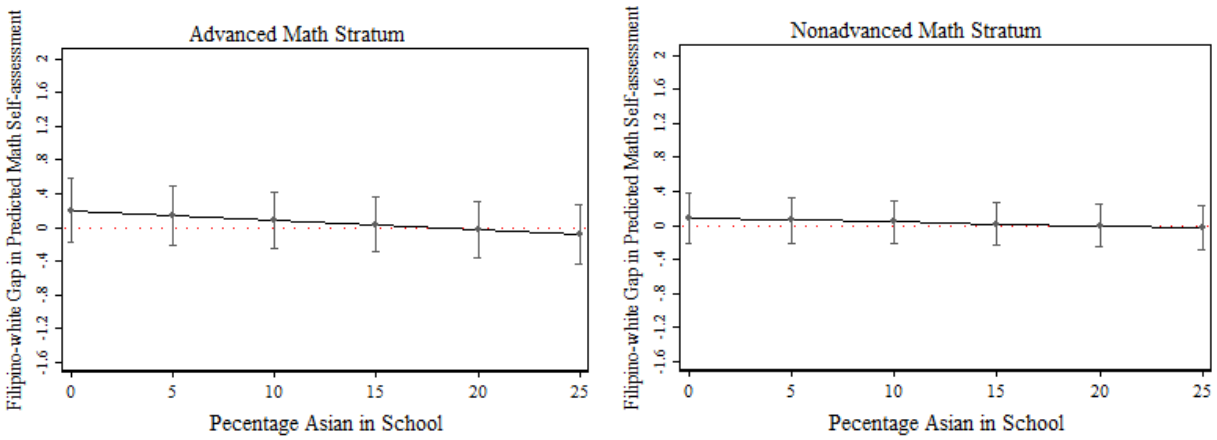 Advanced Math Stratum
Filipino-white Gap in Predicted Math Self-assessment
2
1.6
1.2
.8
.4
0
-.4
-.8
-1.2
-1.6
0 5 10 15 20 25
Pecentage Asian in School
Nonadvanced Math Stratum
Filipino-white Gap in Predicted Math Self-assessment
2
1.6
1.2
.8
.4
0
-.4
-.8
-1.2
-1.6
0 5 10 15 20 25
Pecentage Asian in School